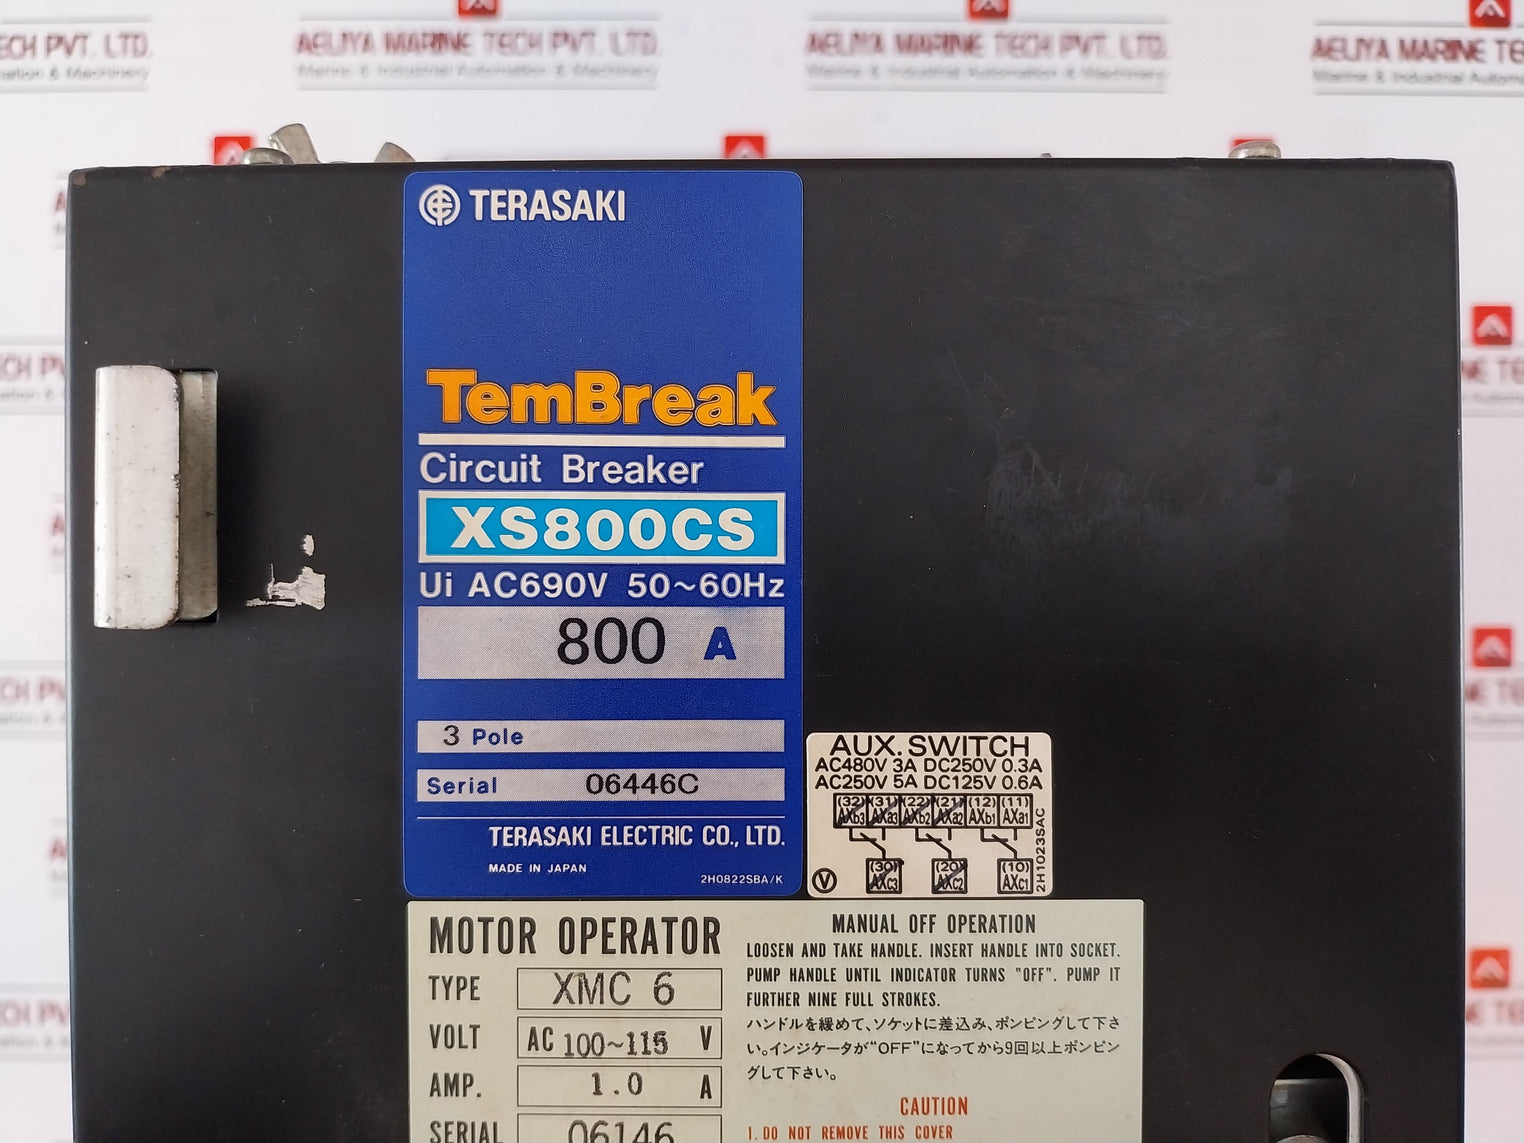 AEUYA MARINE TECH PVT. LTD.
Marine & Industrial Automation & Machinery
TERASAKI
TemBreak
Circuit Breaker
XS800CS
Ui AC690V 50~60Hz
800 A
3 Pole
Serial 06446C
TERASAKI ELECTRIC CO., LTD.
MADE IN JAPAN
2H0822SBA/K
AUX. SWITCH
AC480V 3A DC250V 0.3A
AC250V 5A DC125V 0.6A
(32) (31) (22) (21) (12) (11)
AXb3 AXa3 AXb2 AXa2 AXb1 AXa1
(30) (20) (10)
AXc3 AXc2 AXc1
V
2H1023SAC
MOTOR OPERATOR
TYPE XMC 6
VOLT AC 100~115 V
AMP. 1.0 A
SERIAL 06146
MANUAL OFF OPERATION
LOOSEN AND TAKE HANDLE. INSERT HANDLE INTO SOCKET.
PUMP HANDLE UNTIL INDICATOR TURNS "OFF". PUMP IT
FURTHER NINE FULL STROKES.
ハンドルを緩めて、ソケットに差込み、ポンピングして下さ
い。インジケータが"OFF"になってから9回以上ポンピン
グして下さい。
CAUTION
1. DO NOT REMOVE THIS COVER